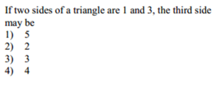 If two sides of a triangle are 1 and 3, the third side
may be
1) 5
2) 2
3) 3
4) 4